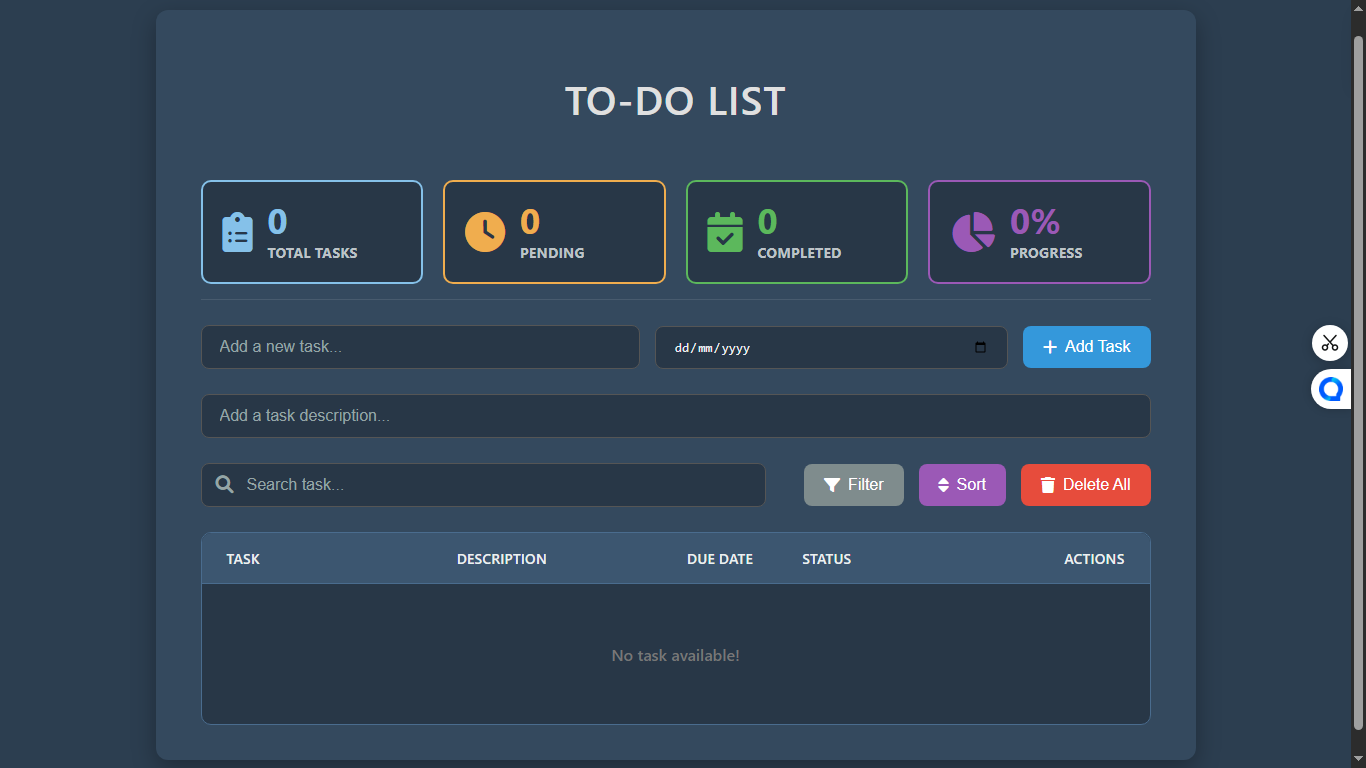 TO-DO LIST
0
TOTAL TASKS
0
PENDING
0
COMPLETED
0%
PROGRESS
Add a new task...
dd/mm/yyyy
Add Task
Add a task description...
Search task...
Filter
Sort
Delete All
TASK DESCRIPTION DUE DATE STATUS ACTIONS
No task available!